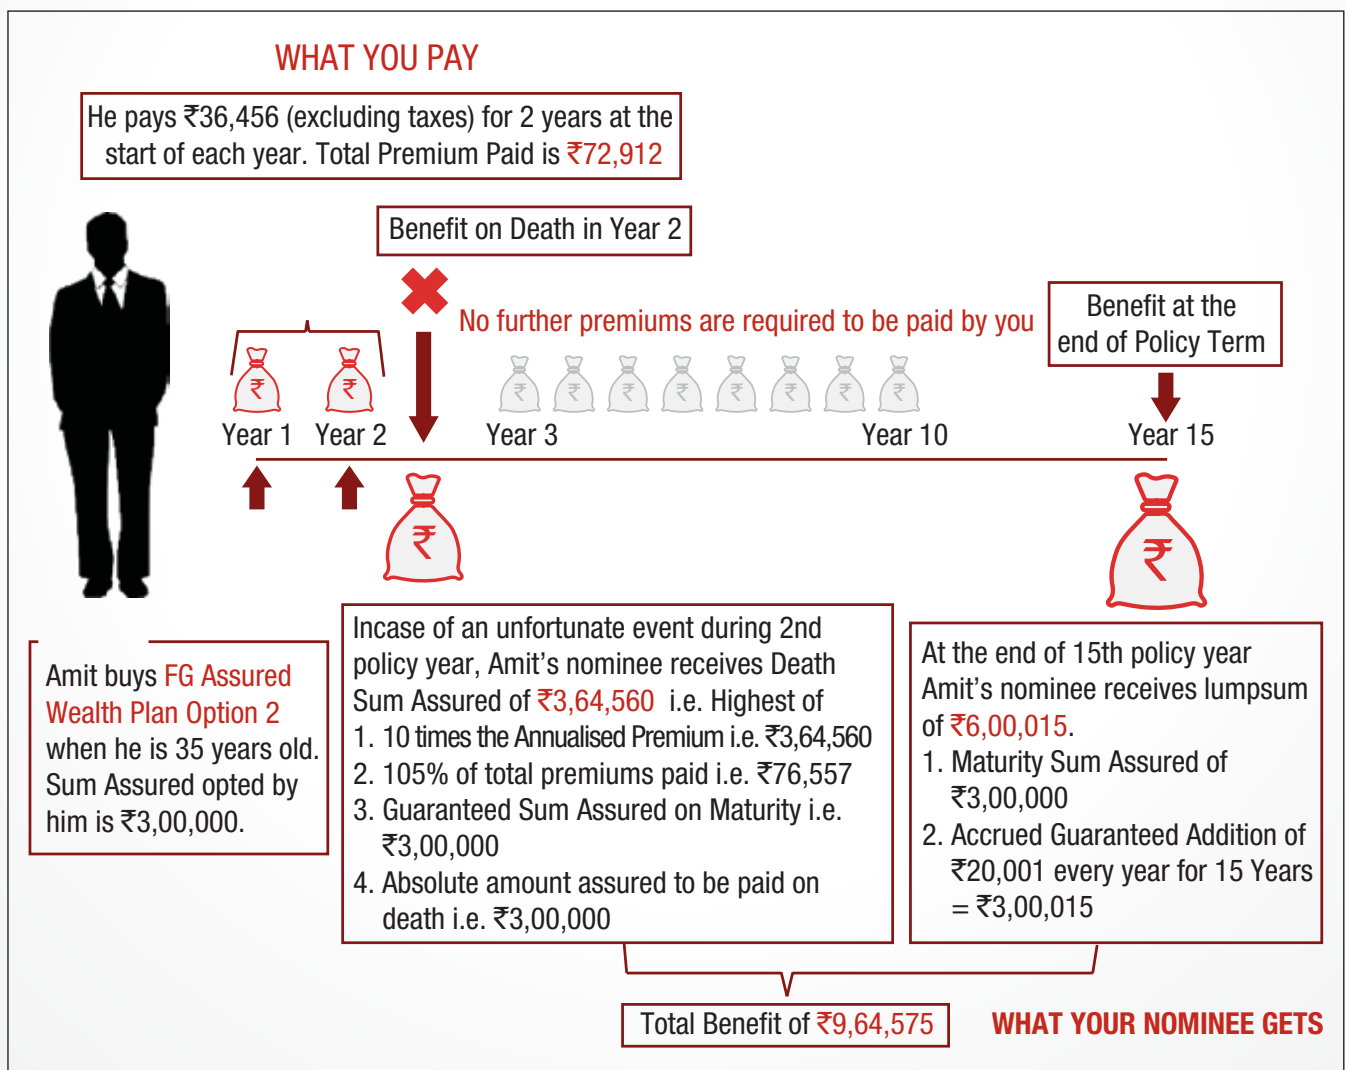 WHAT YOU PAY
He pays ₹36,456 (excluding taxes) for 2 years at the
start of each year. Total Premium Paid is ₹72,912
Benefit on Death in Year 2
No further premiums are required to be paid by you
Benefit at the
end of Policy Term
₹
₹
₹
₹
₹
₹
₹
₹
₹
₹
Year 1
Year 2
Year 3
Year 10
Year 15
₹
₹
Amit buys FG Assured
Wealth Plan Option 2
when he is 35 years old.
Sum Assured opted by
him is ₹3,00,000.
Incase of an unfortunate event during 2nd
policy year, Amit's nominee receives Death
Sum Assured of ₹3,64,560 i.e. Highest of
1. 10 times the Annualised Premium i.e. ₹3,64,560
2. 105% of total premiums paid i.e. ₹76,557
3. Guaranteed Sum Assured on Maturity i.e.
₹3,00,000
4. Absolute amount assured to be paid on
death i.e. ₹3,00,000
At the end of 15th policy year
Amit's nominee receives lumpsum
of ₹6,00,015.
1. Maturity Sum Assured of
₹3,00,000
2. Accrued Guaranteed Addition of
₹20,001 every year for 15 Years
= ₹3,00,015
Total Benefit of ₹9,64,575
WHAT YOUR NOMINEE GETS